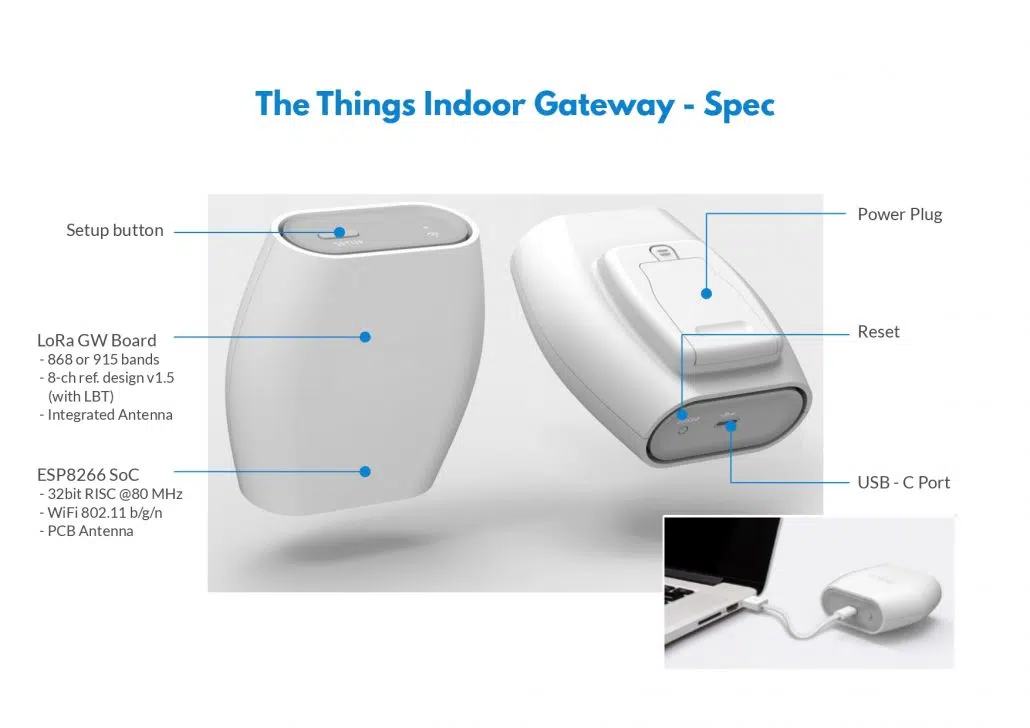 The Things Indoor Gateway - Spec
Setup button
LoRa GW Board
- 868 or 915 bands
- 8-ch ref. design v1.5
(with LBT)
- Integrated Antenna
ESP8266 SoC
- 32bit RISC @80 MHz
- WiFi 802.11 b/g/n
- PCB Antenna
Power Plug
Reset
USB - C Port
SETUP